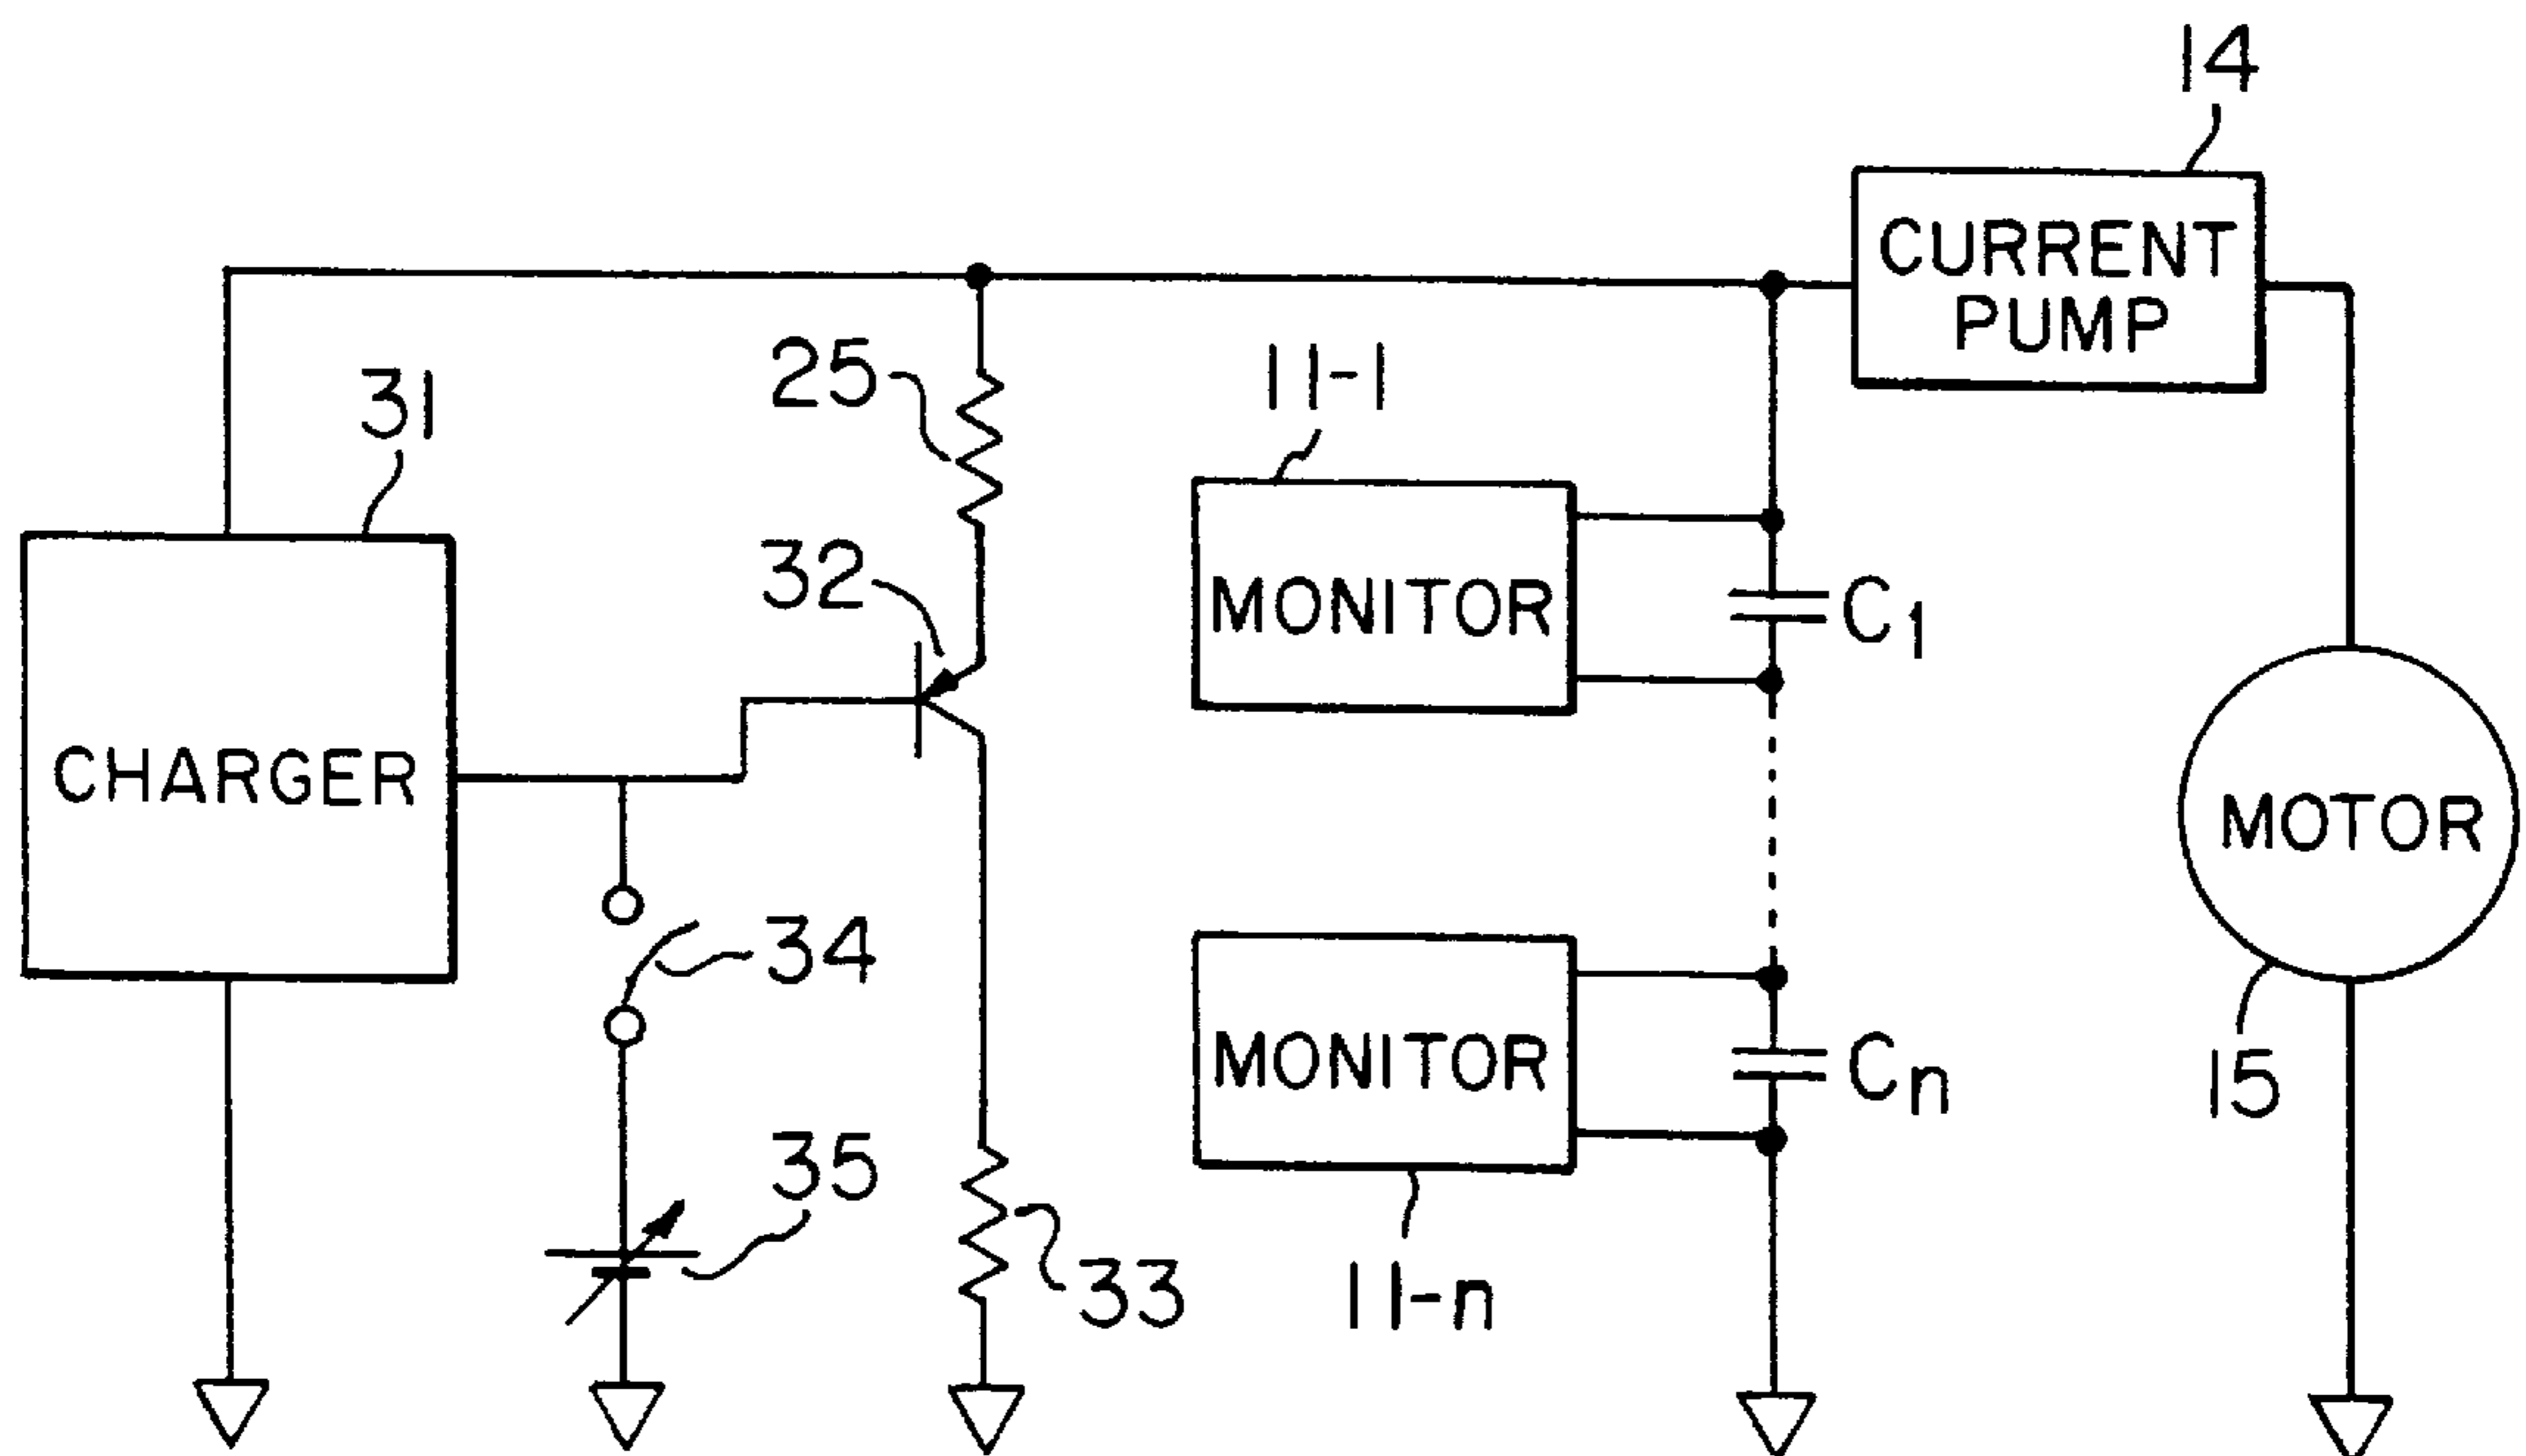 14
CURRENT
PUMP
25
11-1
31
32
MONITOR
C1
CHARGER
34
MOTOR
MONITOR
Cn
15
35
33
11-n